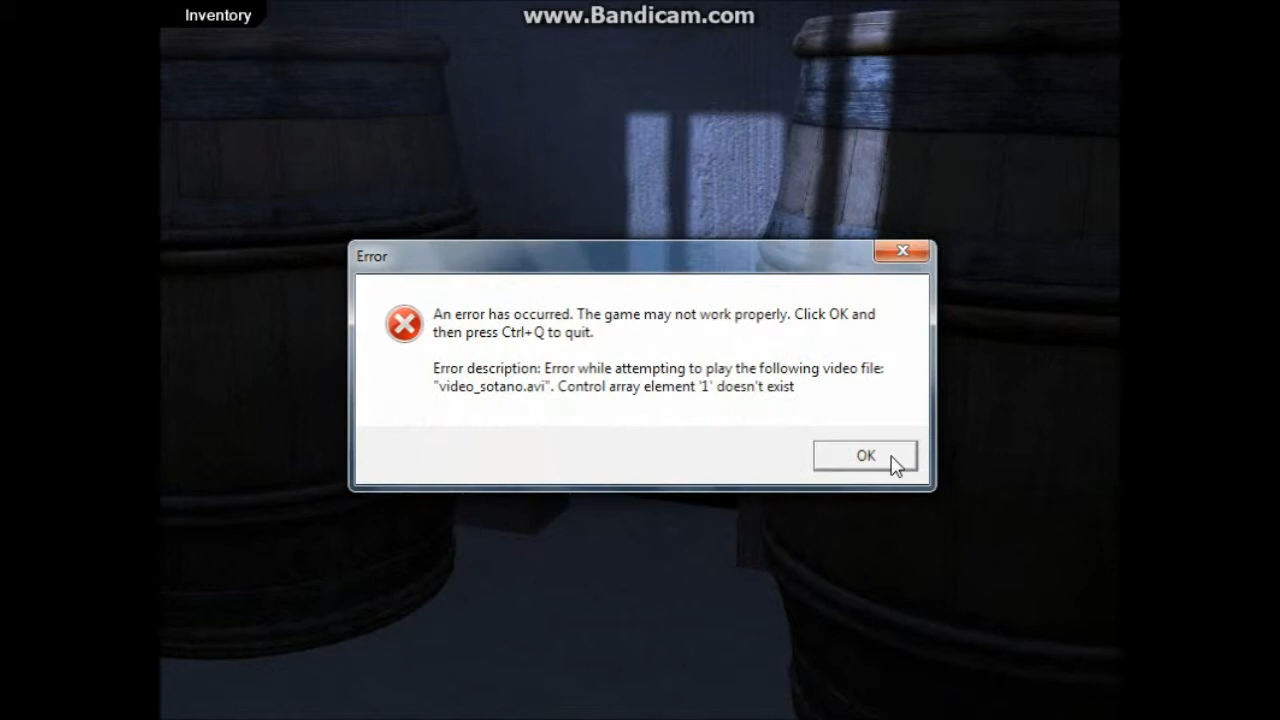 Inventory
www.Bandicam.com
Error
An error has occurred. The game may not work properly. Click OK and
then press Ctrl+Q to quit.
Error description: Error while attempting to play the following video file:
"video_sotano.avi". Control array element '1' doesn't exist
OK